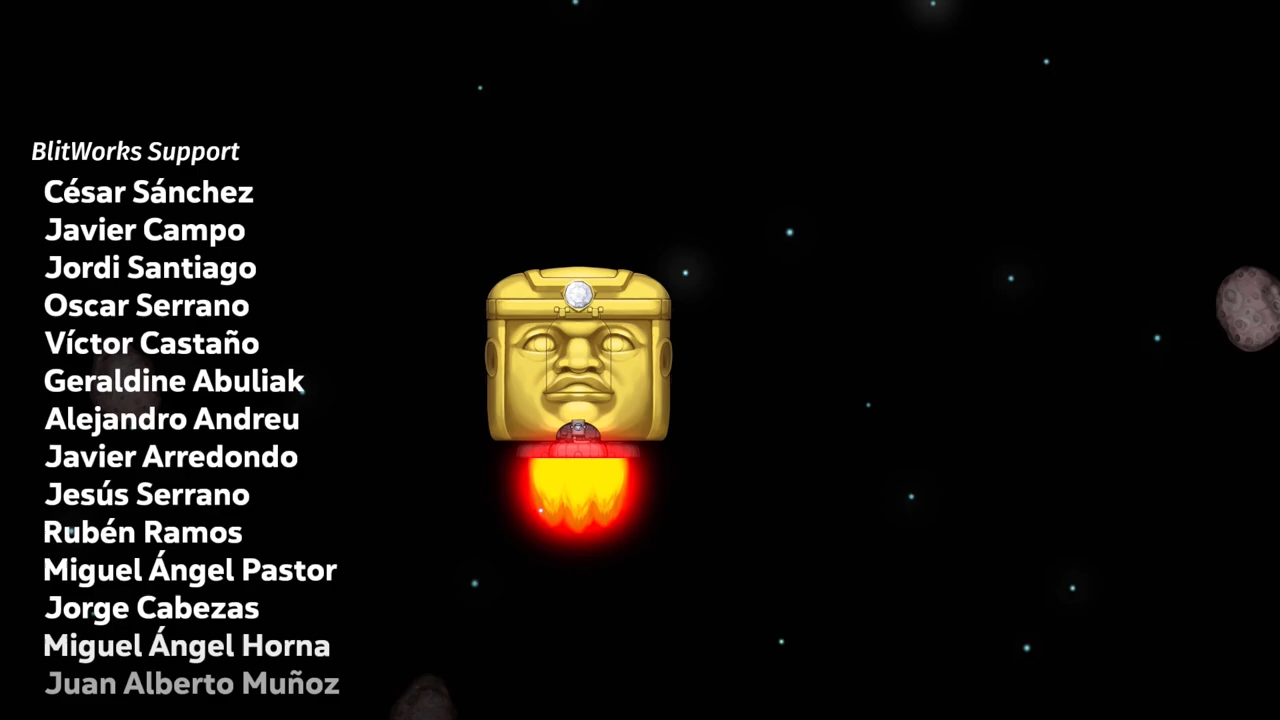 BlitWorks Support
César Sánchez
Javier Campo
Jordi Santiago
Oscar Serrano
Víctor Castaño
Geraldine Abuliak
Alejandro Andreu
Javier Arredondo
Jesús Serrano
Rubén Ramos
Miguel Ángel Pastor
Jorge Cabezas
Miguel Ángel Horna
Juan Alberto Muñoz